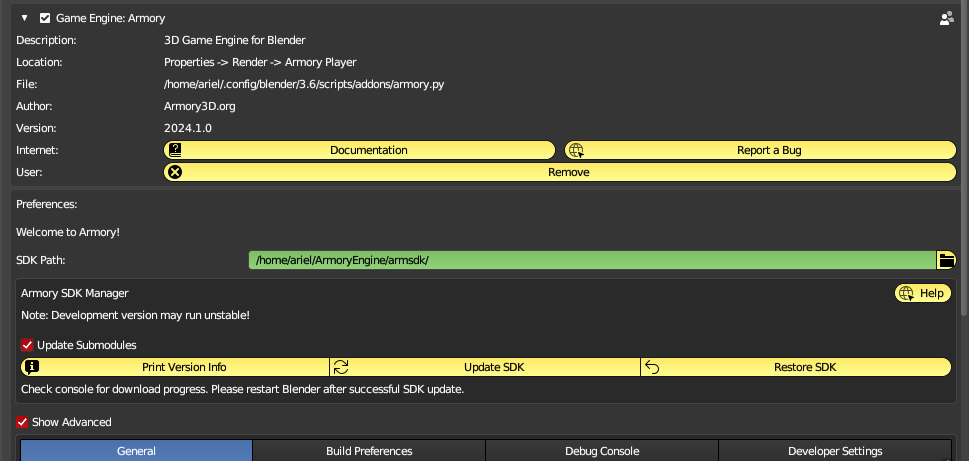 Game Engine: Armory
Description: 3D Game Engine for Blender
Location: Properties -> Render -> Armory Player
File: /home/ariel/.config/blender/3.6/scripts/addons/armory.py
Author: Armory3D.org
Version: 2024.1.0
Internet: Documentation Report a Bug
User: Remove
Preferences:
Welcome to Armory!
SDK Path: /home/ariel/ArmoryEngine/armsdk/
Armory SDK Manager Help
Note: Development version may run unstable!
Update Submodules
Print Version Info Update SDK Restore SDK
Check console for download progress. Please restart Blender after successful SDK update.
Show Advanced
General Build Preferences Debug Console Developer Settings